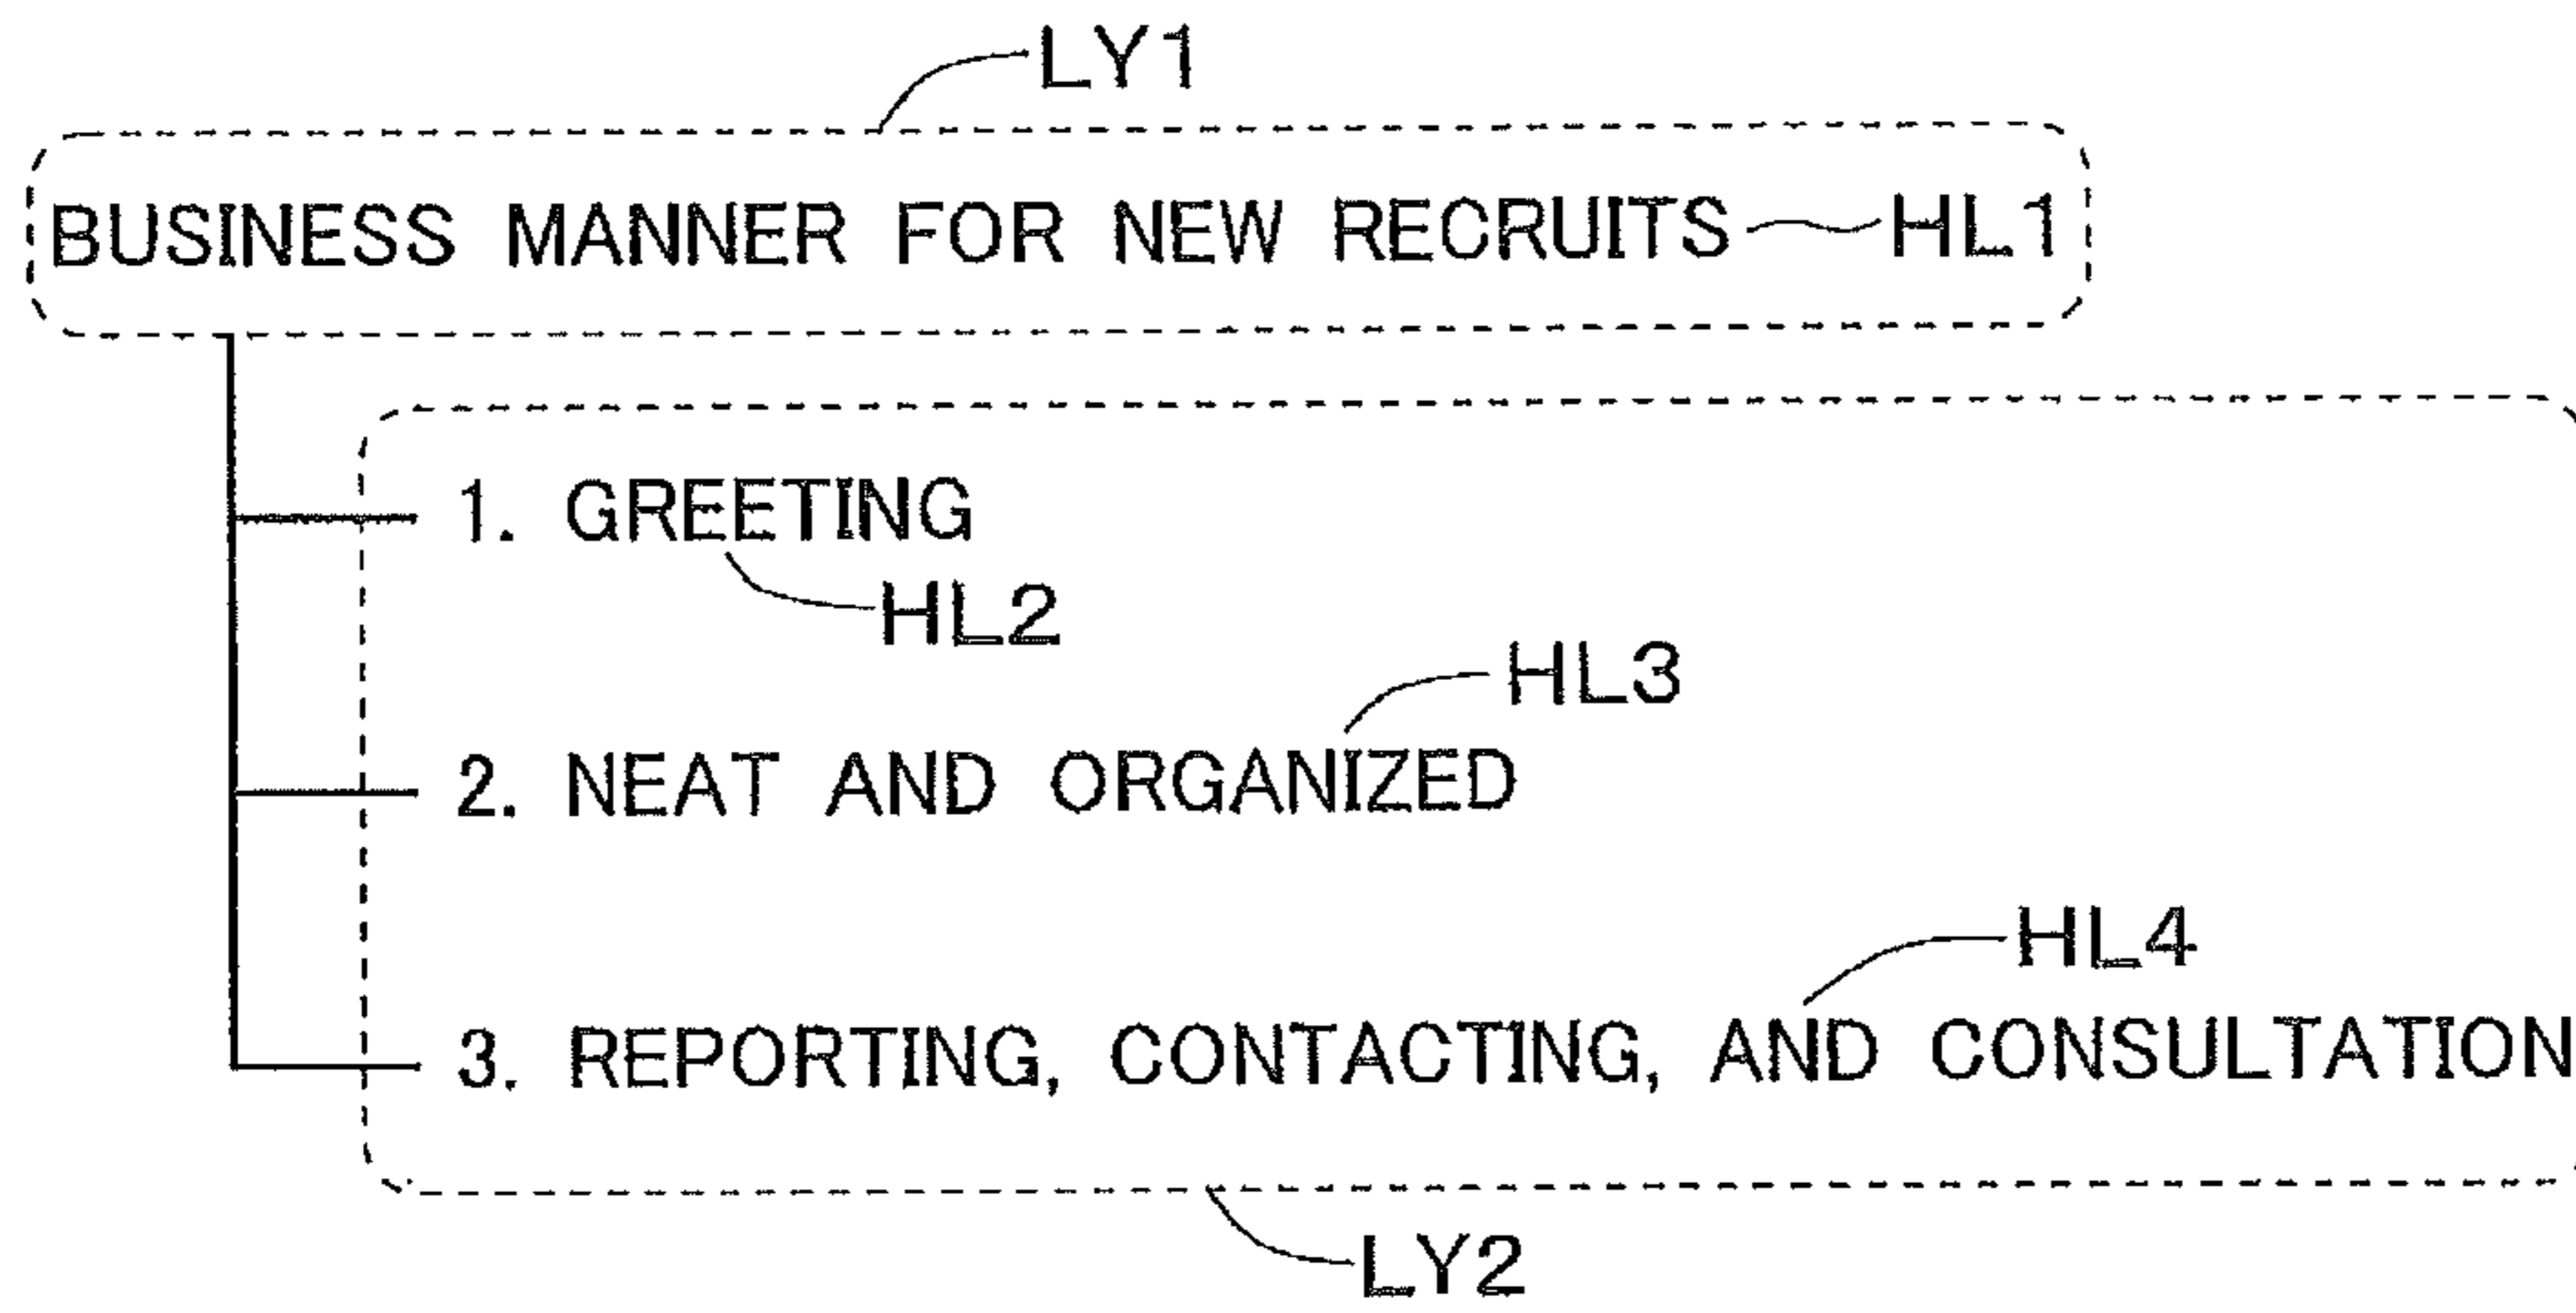 LY1
BUSINESS MANNER FOR NEW RECRUITS HL1
1. GREETING
HL2
HL3
2. NEAT AND ORGANIZED
HL4
3. REPORTING, CONTACTING, AND CONSULTATION
LY2